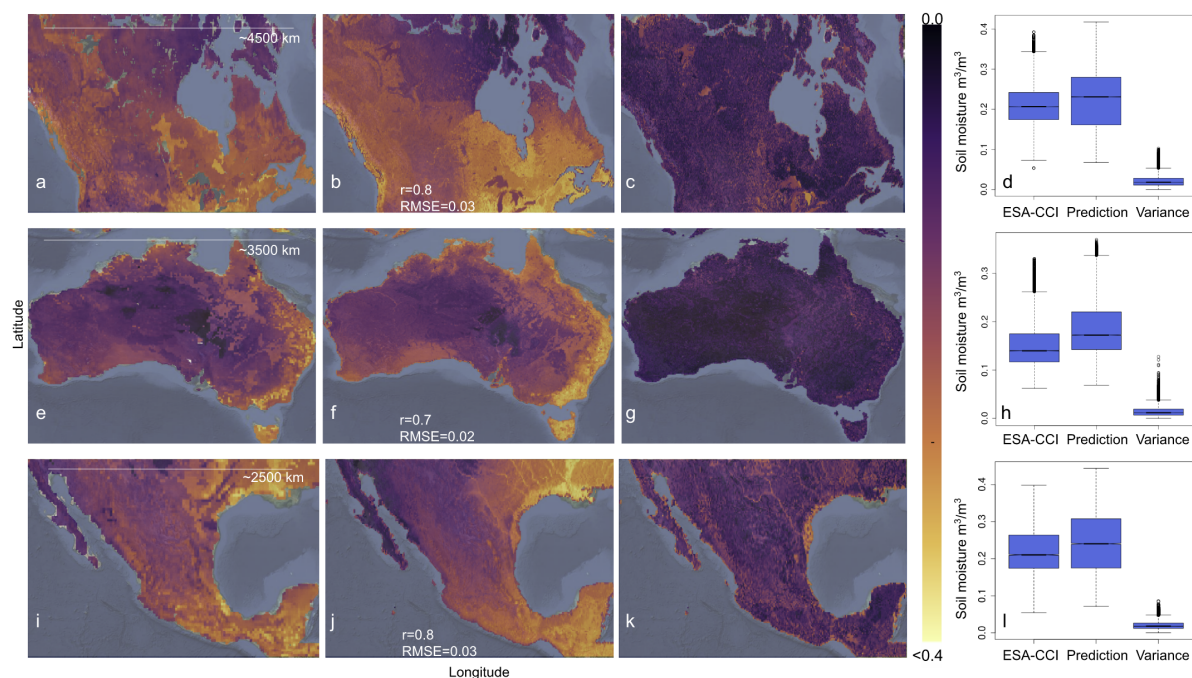 ~4500 km
a
b
r=0.8
RMSE=0.03
c
0.0
<0.4
Soil moisture m³/m³
0.0
0.1
0.2
0.3
0.4
d
ESA-CCI
Prediction
Variance
Latitude
~3500 km
e
f
r=0.7
RMSE=0.02
g
Soil moisture m³/m³
0.0
0.1
0.2
0.3
h
ESA-CCI
Prediction
Variance
~2500 km
i
j
r=0.8
RMSE=0.03
k
Soil moisture m³/m³
0.0
0.1
0.2
0.3
0.4
l
ESA-CCI
Prediction
Variance
Longitude